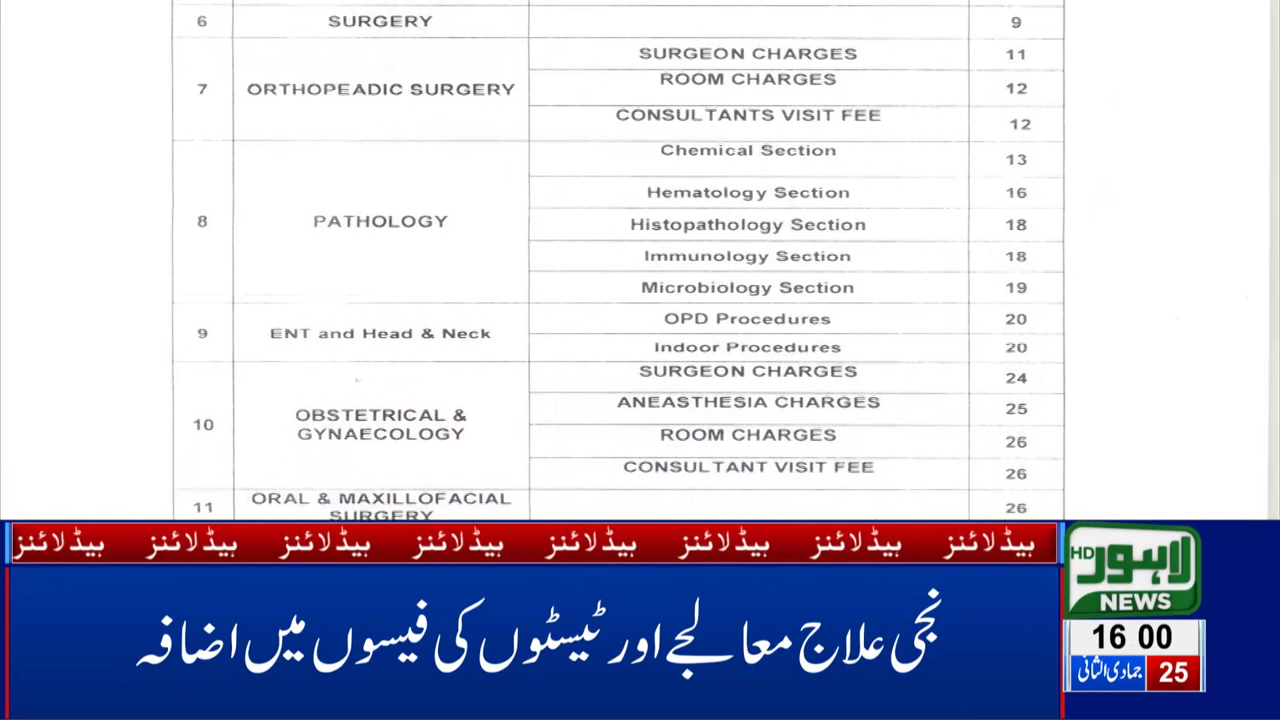 6 SURGERY 9
7 ORTHOPEADIC SURGERY SURGEON CHARGES 11
ROOM CHARGES 12
CONSULTANTS VISIT FEE 12
8 PATHOLOGY Chemical Section 13
Hematology Section 16
Histopathology Section 18
Immunology Section 18
Microbiology Section 19
9 ENT and Head & Neck OPD Procedures 20
Indoor Procedures 20
10 OBSTETRICAL & GYNAECOLOGY SURGEON CHARGES 24
ANEASTHESIA CHARGES 25
ROOM CHARGES 26
CONSULTANT VISIT FEE 26
11 ORAL & MAXILLOFACIAL 26
SURGERY
ہیڈلائنز ہیڈلائنز ہیڈلائنز ہیڈلائنز ہیڈلائنز ہیڈلائنز ہیڈلائنز ہیڈلائنز
نجی علاج معالجے اور ٹیسٹوں کی فیسوں میں اضافہ
HD لاہور
NEWS
16 00
جمادی الثانی 25